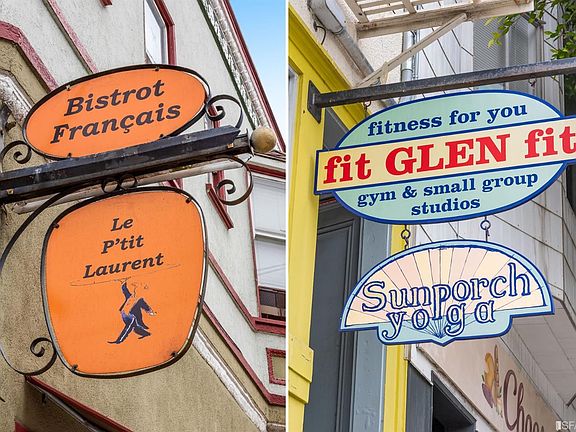 Bistrot
Français
Le
P'tit
Laurent
fitness for you
fit GLEN fit
gym & small group
studios
Sunporch
yoga